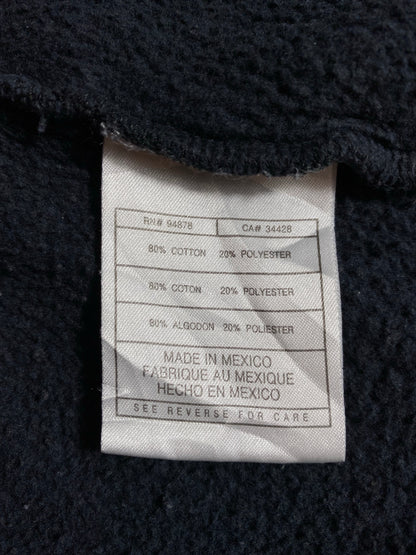 RN# 94878 CA# 34428
80% COTTON 20% POLYESTER
80% COTON 20% POLYESTER
80% ALGODON 20% POLIESTER
MADE IN MEXICO
FABRIQUE AU MEXIQUE
HECHO EN MEXICO
SEE REVERSE FOR CARE